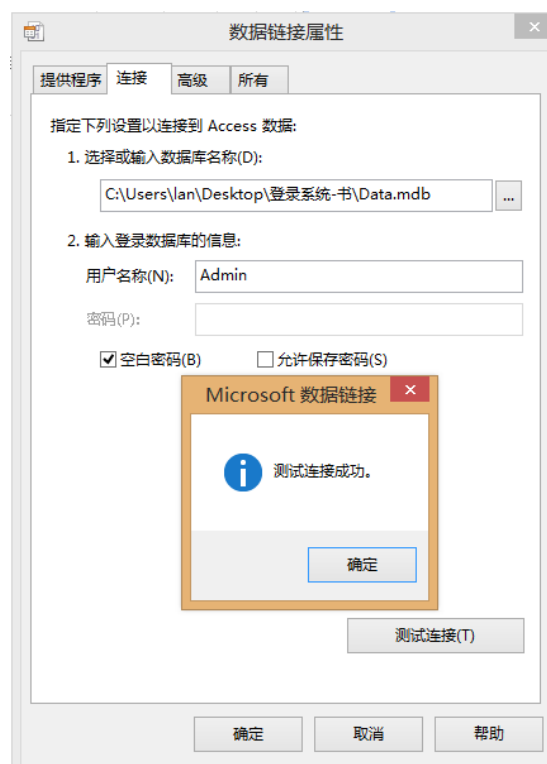 数据链接属性
提供程序 连接 高级 所有
指定下列设置以连接到 Access 数据:
1. 选择或输入数据库名称(D):
C:\Users\lan\Desktop\登录系统-书\Data.mdb ...
2. 输入登录数据库的信息:
用户名称(N): Admin
密码(P):
空白密码(B) 允许保存密码(S)
Microsoft 数据链接
测试连接成功。
确定
测试连接(T)
确定 取消 帮助